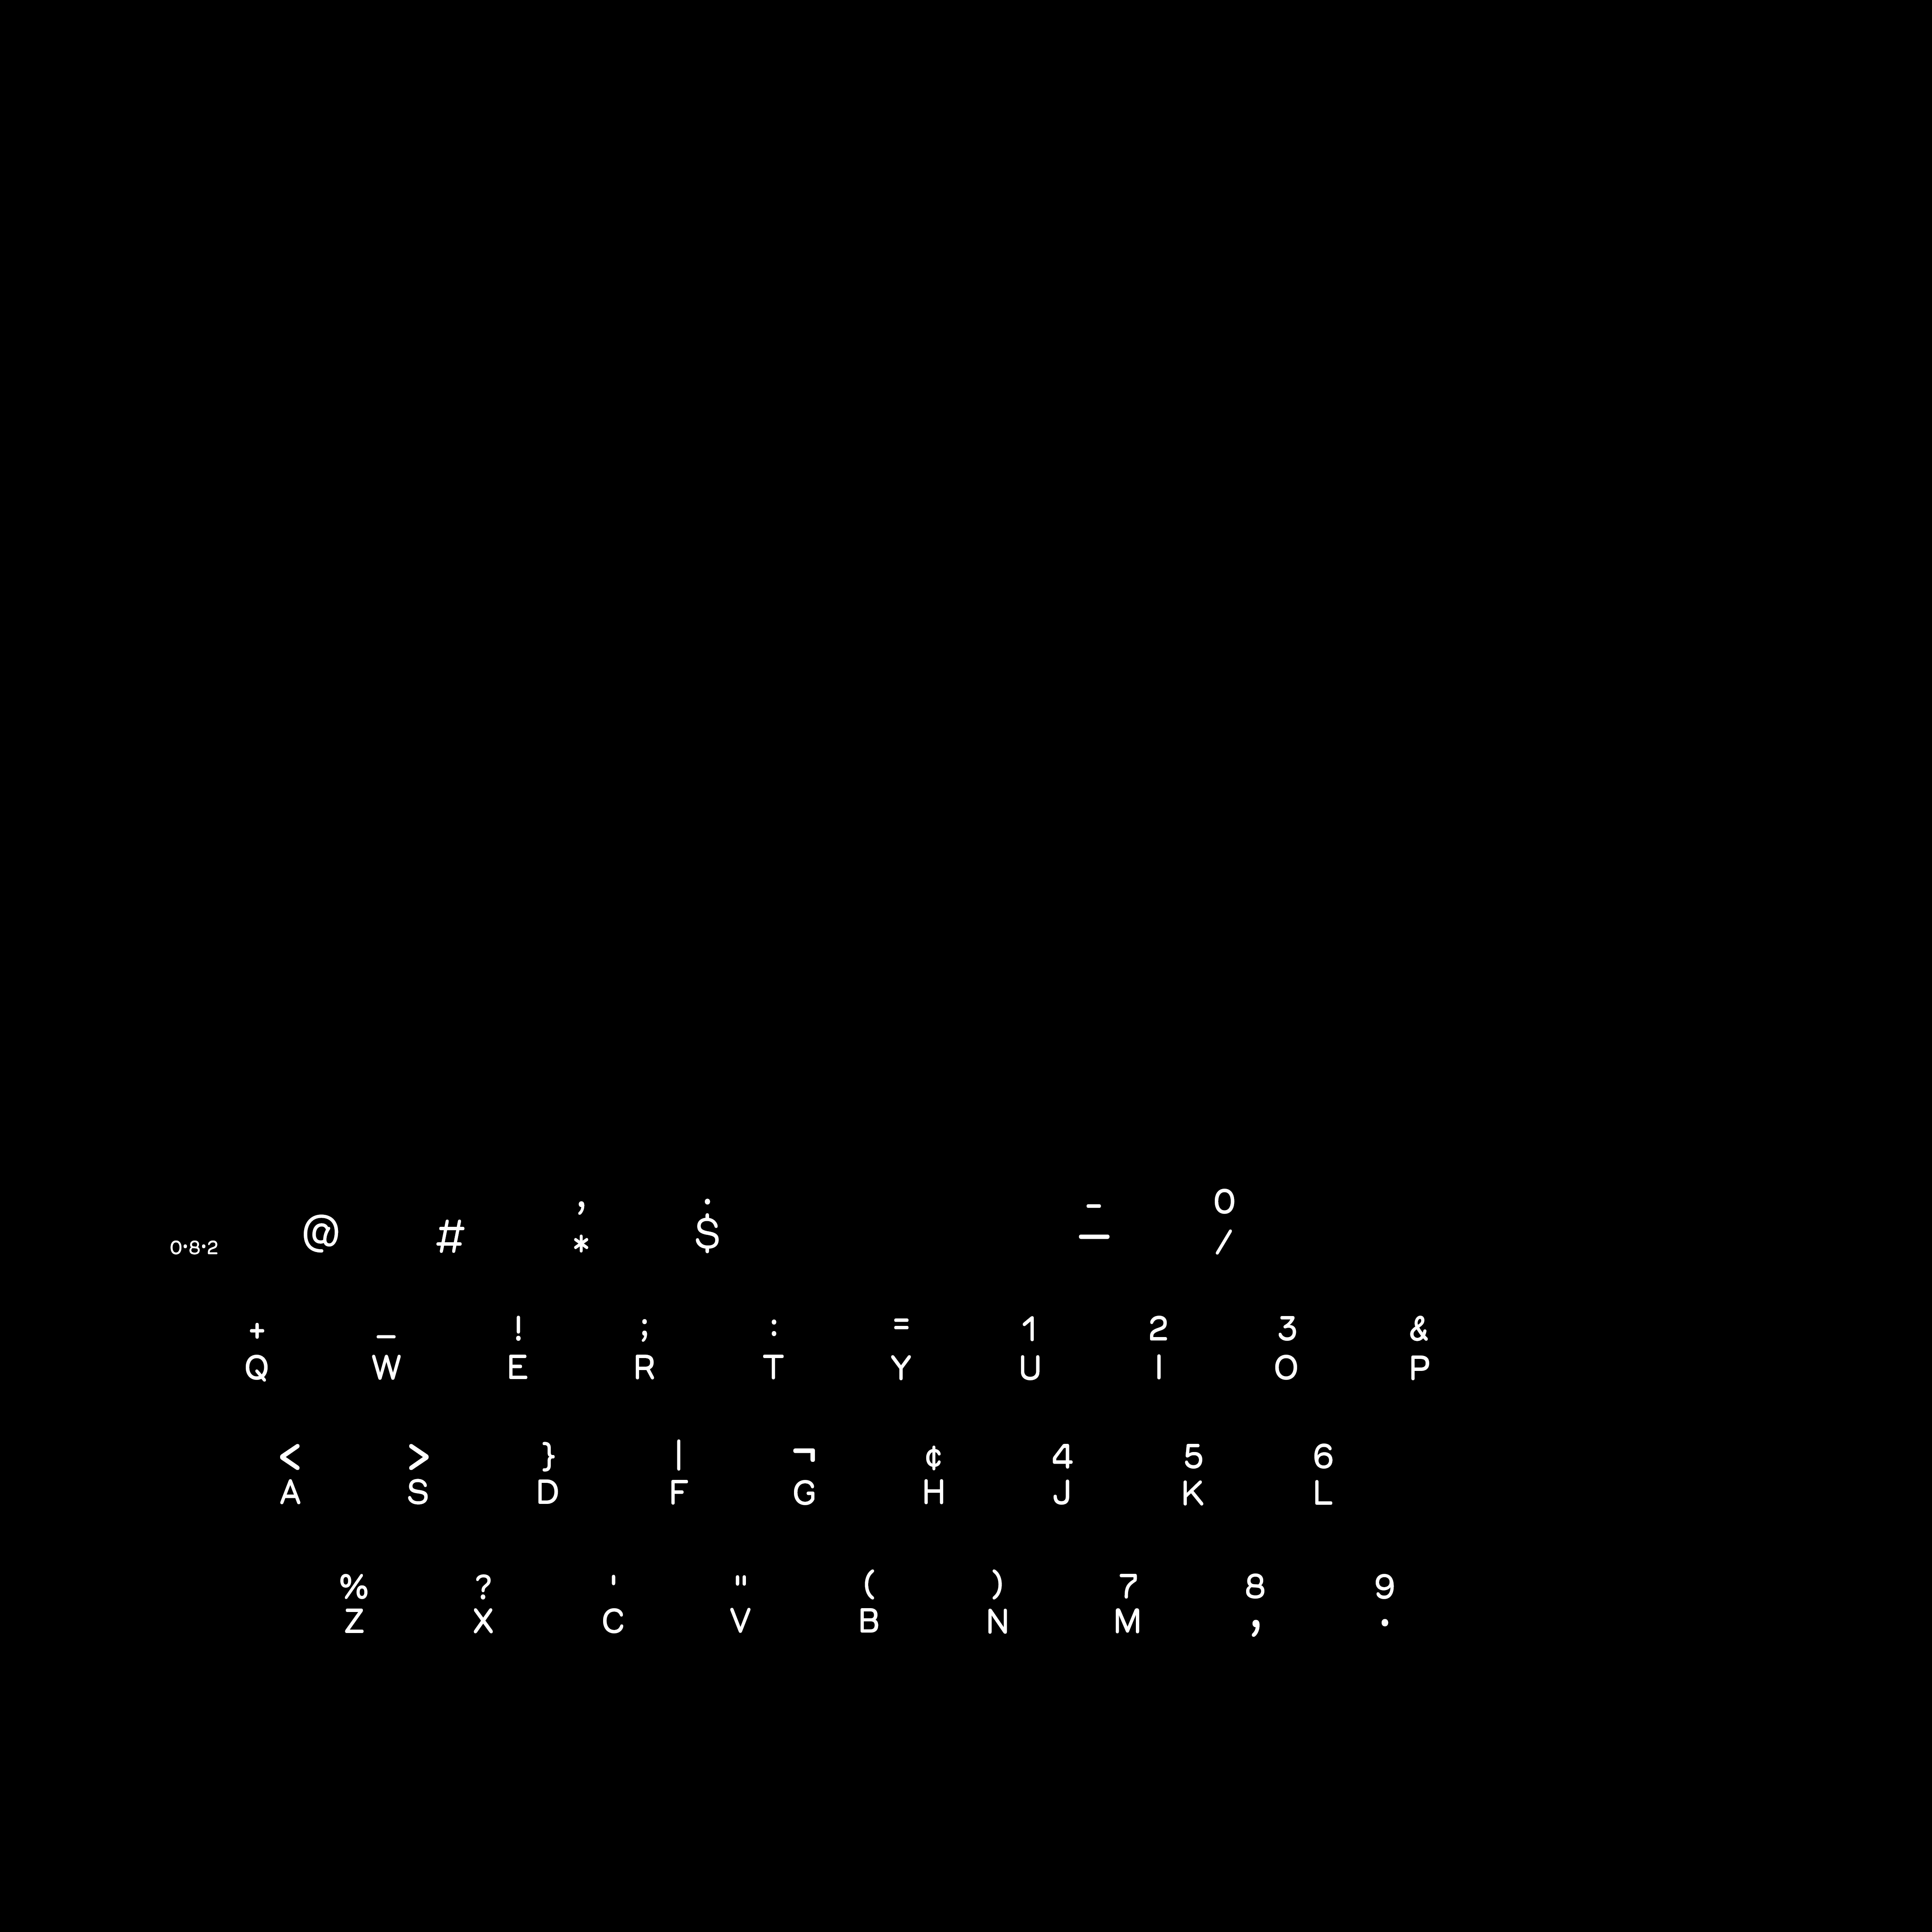 , . - 0
0·8·2 @ # * $ — /
+ _ ! ; : = 1 2 3 &
Q W E R T Y U I O P
< > } | ¬ ¢ 4 5 6
A S D F G H J K L
% ? ' " ( ) 7 8 9
Z X C V B N M , .